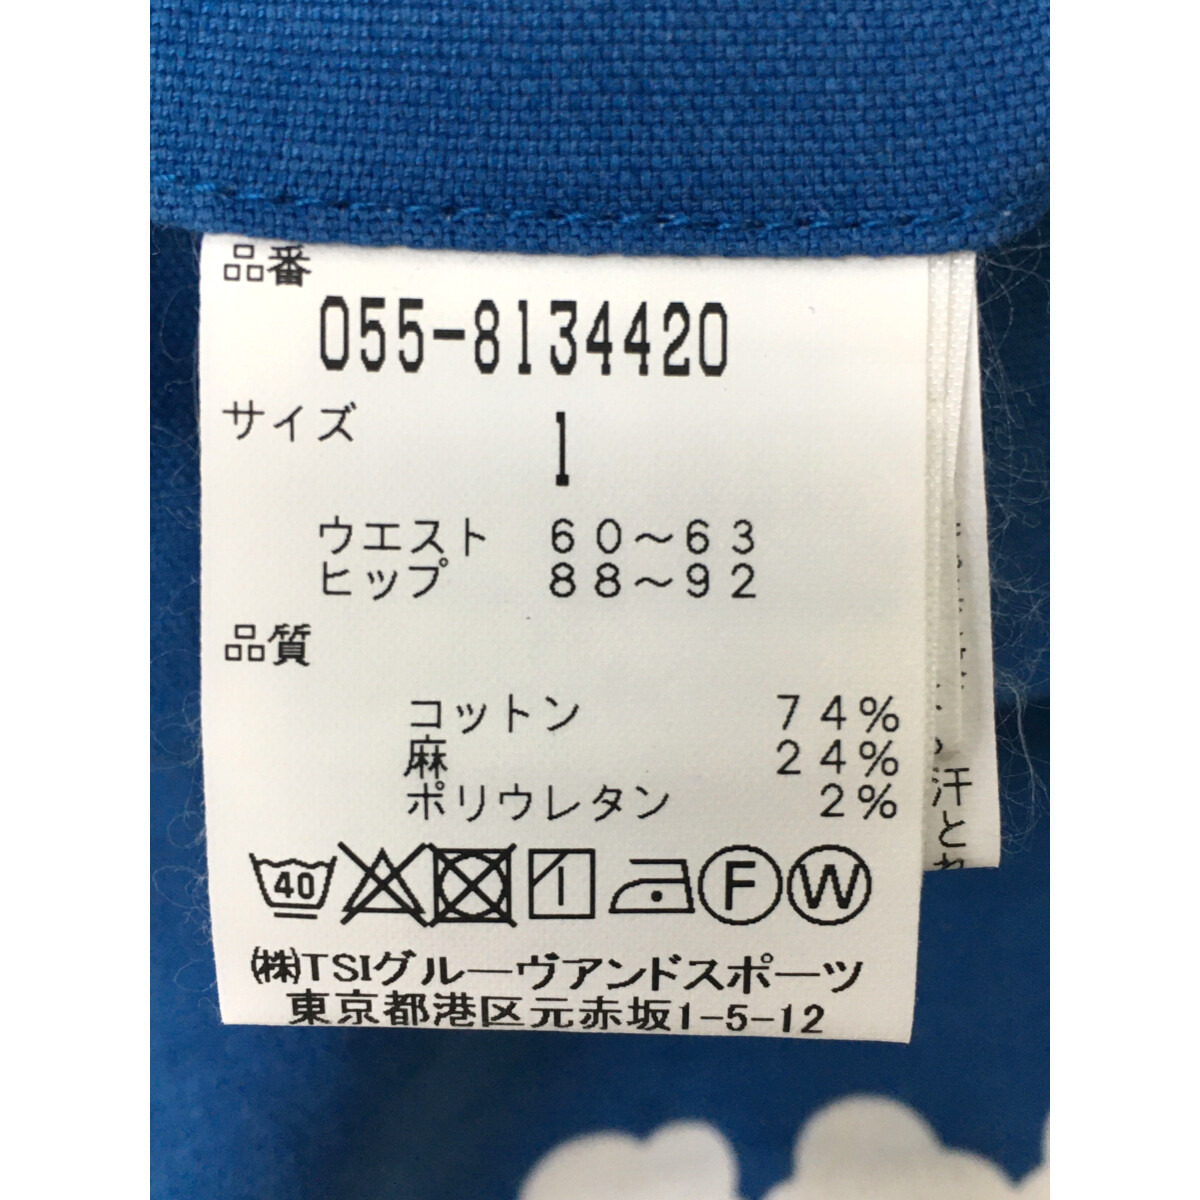 品番
055-8134420
サイズ
1
ウエスト 60～63
ヒップ 88～92
品質
コットン 74%
麻 24%
ポリウレタン 2%
40
F
W
(株)TSIグルーヴアンドスポーツ
東京都港区元赤坂1-5-12
汗と